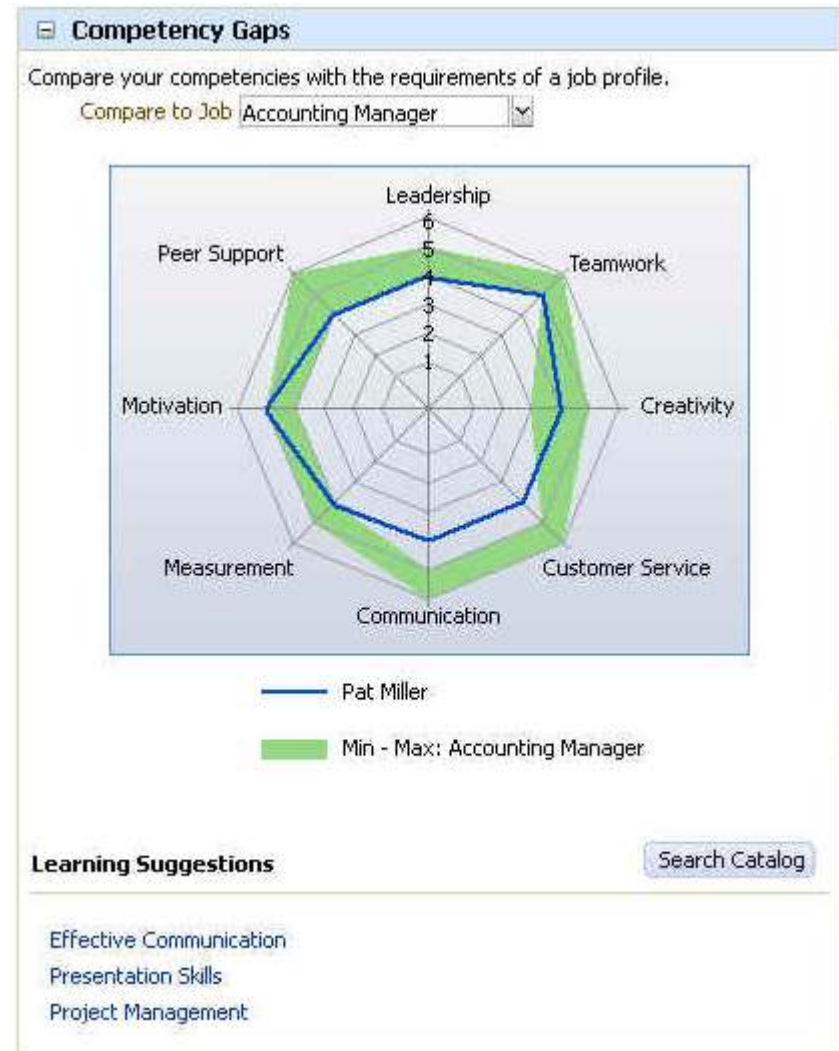 Competency Gaps
Compare your competencies with the requirements of a job profile.
Compare to Job Accounting Manager
Leadership
6
Peer Support
5
Teamwork
4
3
2
1
Motivation
Creativity
Measurement
Customer Service
Communication
Pat Miller
Min - Max: Accounting Manager
Learning Suggestions
Search Catalog
Effective Communication
Presentation Skills
Project Management